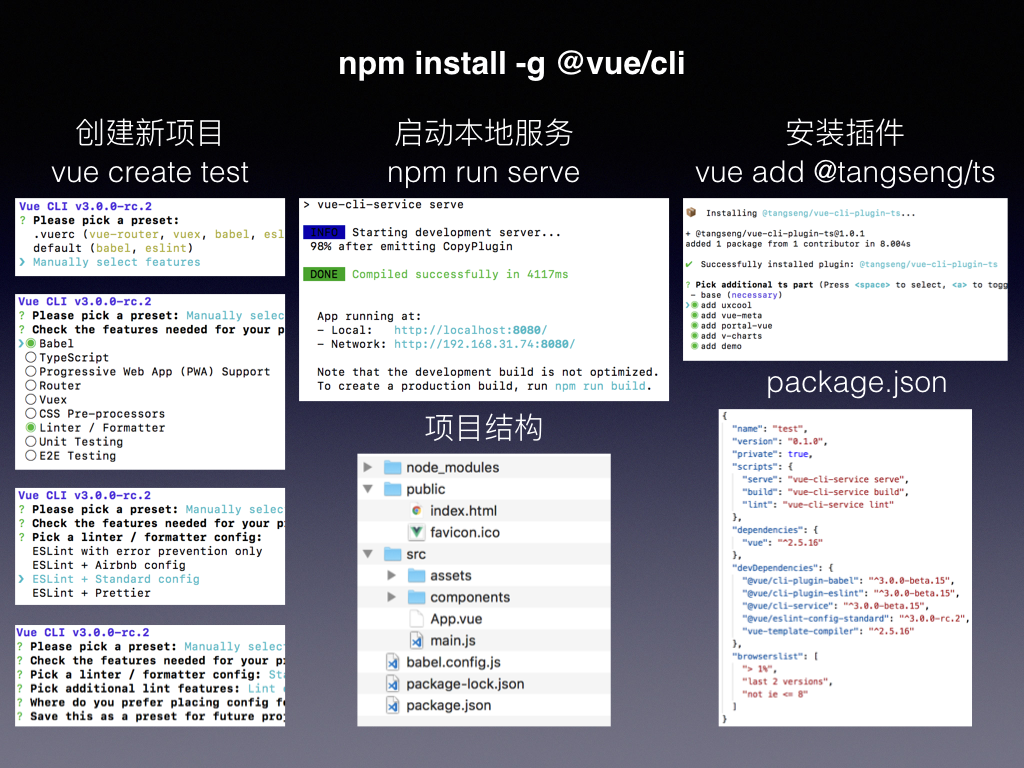 npm install -g @vue/cli
创建新项目
vue create test
Vue CLI v3.0.0-rc.2
? Please pick a preset:
.vuerc (vue-router, vuex, babel, esl
default (babel, eslint)
❯ Manually select features
Vue CLI v3.0.0-rc.2
? Please pick a preset: Manually selec
? Check the features needed for your p
❯◉ Babel
◯ TypeScript
◯ Progressive Web App (PWA) Support
◯ Router
◯ Vuex
◯ CSS Pre-processors
◉ Linter / Formatter
◯ Unit Testing
◯ E2E Testing
Vue CLI v3.0.0-rc.2
? Please pick a preset: Manually selec
? Check the features needed for your p
? Pick a linter / formatter config:
ESLint with error prevention only
ESLint + Airbnb config
❯ ESLint + Standard config
ESLint + Prettier
Vue CLI v3.0.0-rc.2
? Please pick a preset: Manually selec
? Check the features needed for your p
? Pick a linter / formatter config: Sta
? Pick additional lint features: Lint
? Where do you prefer placing config f
? Save this as a preset for future pro
启动本地服务
npm run serve
> vue-cli-service serve
INFO Starting development server...
98% after emitting CopyPlugin
DONE Compiled successfully in 4117ms
App running at:
- Local: http://localhost:8080/
- Network: http://192.168.31.74:8080/
Note that the development build is not optimized.
To create a production build, run npm run build.
项目结构
node_modules
public
index.html
favicon.ico
src
assets
components
App.vue
main.js
babel.config.js
package-lock.json
package.json
安装插件
vue add @tangseng/ts
Installing @tangseng/vue-cli-plugin-ts...
+ @tangseng/vue-cli-plugin-ts@1.0.1
added 1 package from 1 contributor in 8.004s
✔ Successfully installed plugin: @tangseng/vue-cli-plugin-ts
? Pick additional ts part (Press <space> to select, <a> to togg
- base (necessary)
❯◉ add uxcool
◉ add vue-meta
◉ add portal-vue
◉ add v-charts
◉ add demo
package.json
{
"name": "test",
"version": "0.1.0",
"private": true,
"scripts": {
"serve": "vue-cli-service serve",
"build": "vue-cli-service build",
"lint": "vue-cli-service lint"
},
"dependencies": {
"vue": "^2.5.16"
},
"devDependencies": {
"@vue/cli-plugin-babel": "^3.0.0-beta.15",
"@vue/cli-plugin-eslint": "^3.0.0-beta.15",
"@vue/cli-service": "^3.0.0-beta.15",
"@vue/eslint-config-standard": "^3.0.0-rc.2",
"vue-template-compiler": "^2.5.16"
},
"browserslist": [
"> 1%",
"last 2 versions",
"not ie <= 8"
]
}